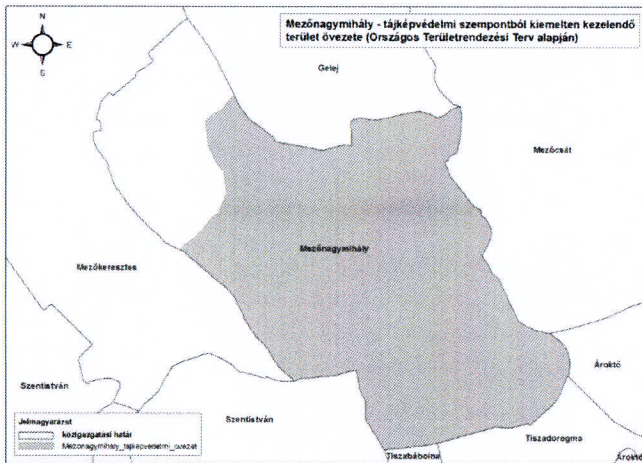 Mezőnagymihály - tájképvédelmi szempontból kiemelten kezelendő
terület övezete (Országos Területrendezési Terv alapján)
N
W E
S
Gelej
Mezőcsát
Mezőnagymihály
Mezőkeresztes
Ároktő
Szentistván
Szentistván
Jelmagyarázat
közigazgatási határ
Mezonagymihaly_tajkepvedelmi_ovezet
Tiszadorogma
Tiszabábolna
Ároktő